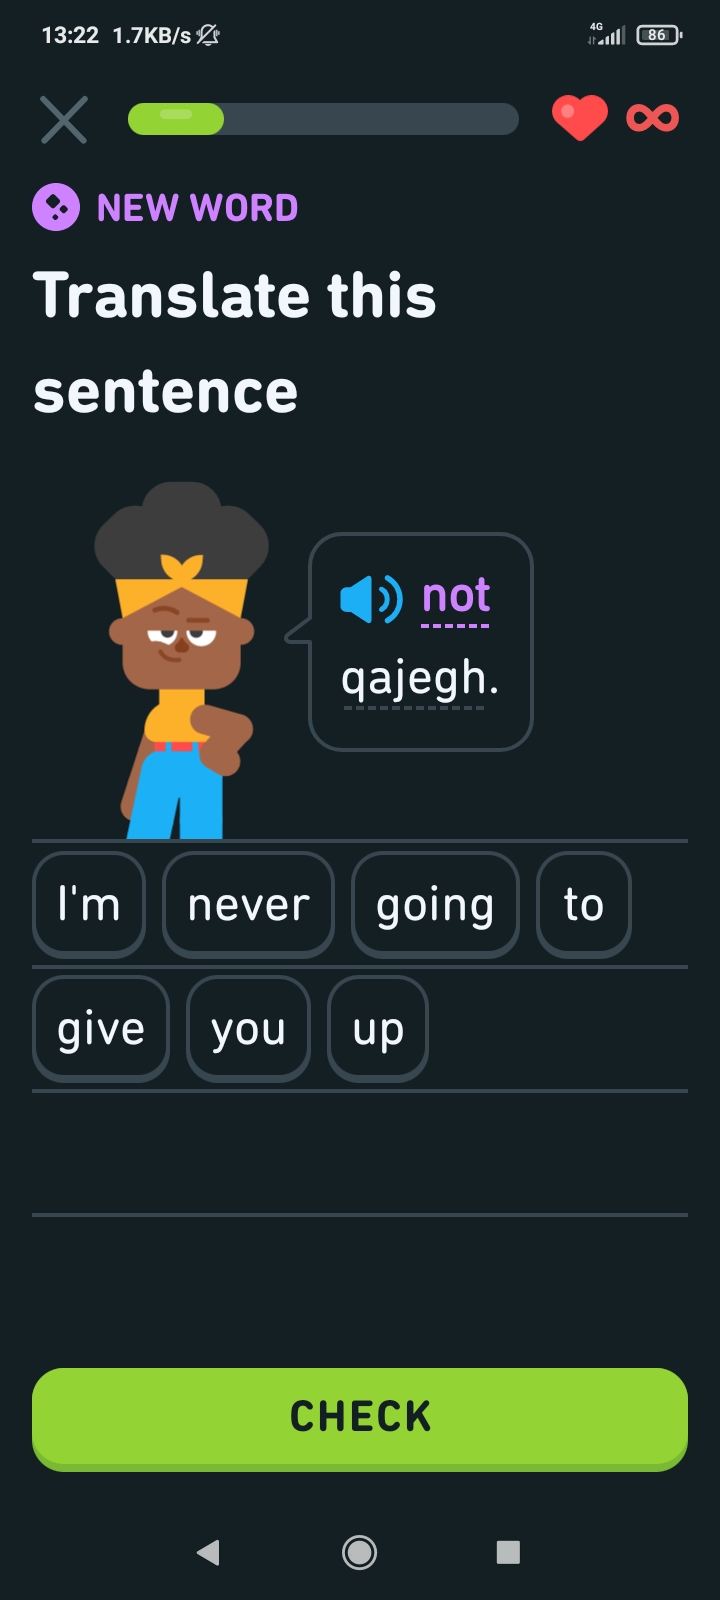 13:22 1.7KB/s 4G 86
NEW WORD
Translate this
sentence
not
qajegh.
I'm never going to
give you up
CHECK